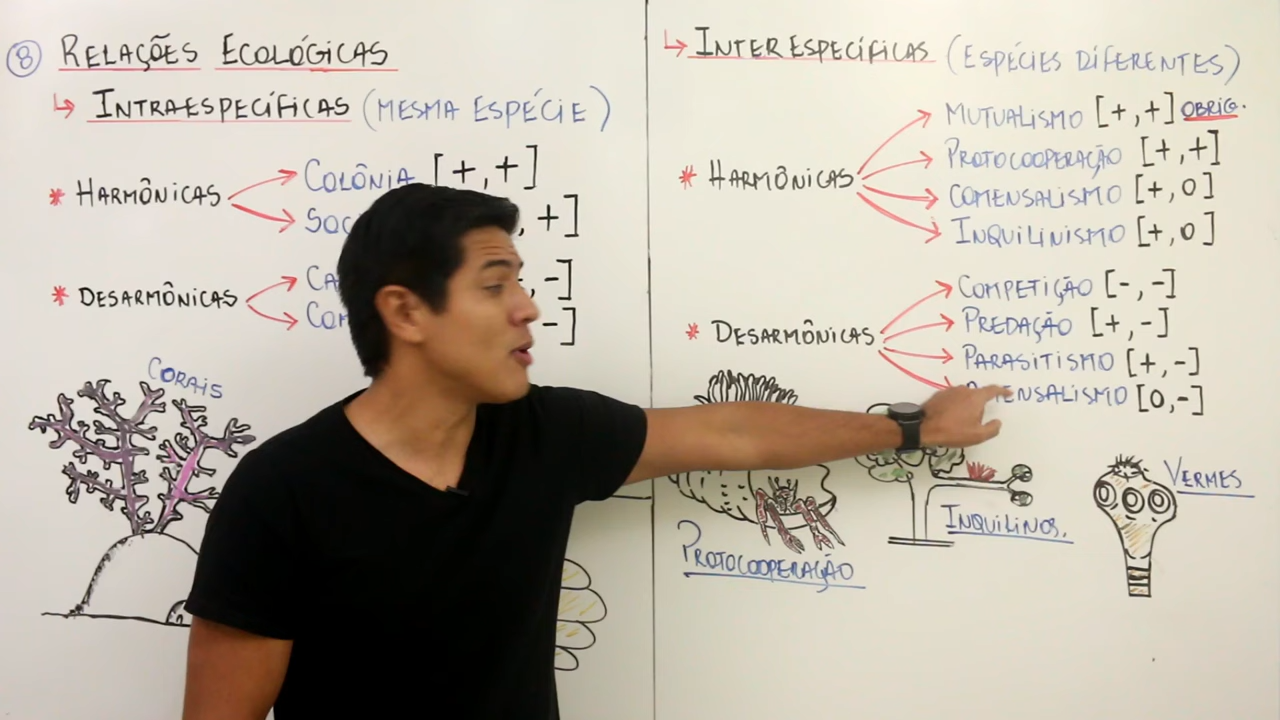 8 RELAÇÕES ECOLÓGICAS
↳ INTRAESPECÍFICAS (MESMA ESPÉCIE)
* HARMÔNICAS
COLÔNIA [+,+]
, +]
* DESARMÔNICAS
, -]
-]
CORAIS
↳ INTERESPECÍFICAS (ESPÉCIES DIFERENTES)
* HARMÔNICAS
MUTUALISMO [+,+] OBRIG.
PROTOCOOPERAÇÃO [+,+]
COMENSALISMO [+,0]
INQUILINISMO [+,0]
* DESARMÔNICAS
COMPETIÇÃO [-,-]
PREDAÇÃO [+,-]
PARASITISMO [+,-]
[0,-]
PROTOCOOPERAÇÃO
INQUILINOS.
VERMES